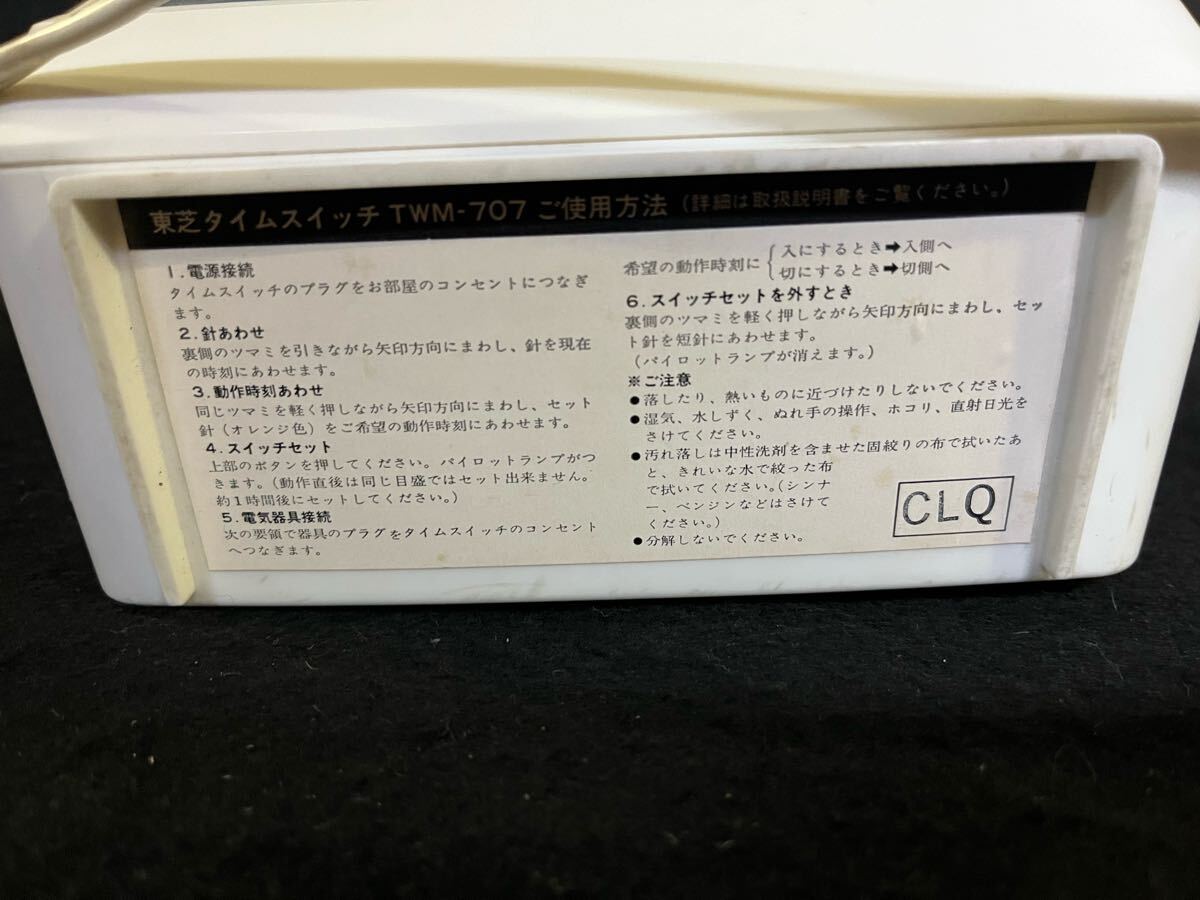 東芝タイムスイッチ TWM-707 ご使用方法 (詳細は取扱説明書をご覧ください。)
1.電源接続
タイムスイッチのプラグをお部屋のコンセントにつなぎ
ます。
2.針あわせ
裏側のツマミを引きながら矢印方向にまわし、針を現在
の時刻にあわせます。
3.動作時刻あわせ
同じツマミを軽く押しながら矢印方向にまわし、セット
針(オレンジ色)をご希望の動作時刻にあわせます。
4.スイッチセット
上部のボタンを押してください。パイロットランプがつ
きます。(動作直後は同じ目盛ではセット出来ません。
約1時間後にセットしてください。)
5.電気器具接続
次の要領で器具のプラグをタイムスイッチのコンセント
へつなぎます。
希望の動作時刻に
入にするとき➡入側へ
切にするとき➡切側へ
6.スイッチセットを外すとき
裏側のツマミを軽く押しながら矢印方向にまわし、セッ
ト針を短針にあわせます。
(パイロットランプが消えます。)
※ご注意
●落したり、熱いものに近づけたりしないでください。
●湿気、水しずく、ぬれ手の操作、ホコリ、直射日光を
さけてください。
●汚れ落しは中性洗剤を含ませた固絞りの布で拭いたあ
と、きれいな水で絞った布
で拭いてください。(シンナ
ー、ベンジンなどはさけて
ください。)
●分解しないでください。
CLQ